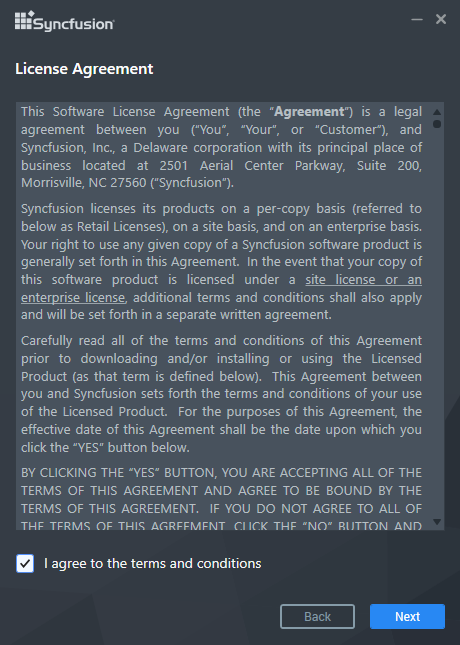 Syncfusion
License Agreement
This Software License Agreement (the “Agreement”) is a legal
agreement between you (“You”, “Your”, or “Customer”), and
Syncfusion, Inc., a Delaware corporation with its principal place of
business located at 2501 Aerial Center Parkway, Suite 200,
Morrisville, NC 27560 (“Syncfusion”).
Syncfusion licenses its products on a per-copy basis (referred to
below as Retail Licenses), on a site basis, and on an enterprise basis.
Your right to use any given copy of a Syncfusion software product is
generally set forth in this Agreement.  In the event that your copy of
this software product is licensed under a site license or an
enterprise license, additional terms and conditions shall also apply
and will be set forth in a separate written agreement.
Carefully read all of the terms and conditions of this Agreement
prior to downloading and/or installing or using the Licensed
Product (as that term is defined below).  This Agreement between
you and Syncfusion sets forth the terms and conditions of your use
of the Licensed Product.  For the purposes of this Agreement, the
effective date of this Agreement shall be the date upon which you
click the “YES” button below.
BY CLICKING THE “YES” BUTTON, YOU ARE ACCEPTING ALL OF THE
TERMS OF THIS AGREEMENT AND AGREE TO BE BOUND BY THE
TERMS OF THIS AGREEMENT.  IF YOU DO NOT AGREE TO ALL OF
THE TERMS OF THIS AGREEMENT, CLICK THE “NO” BUTTON AND
I agree to the terms and conditions
Back
Next